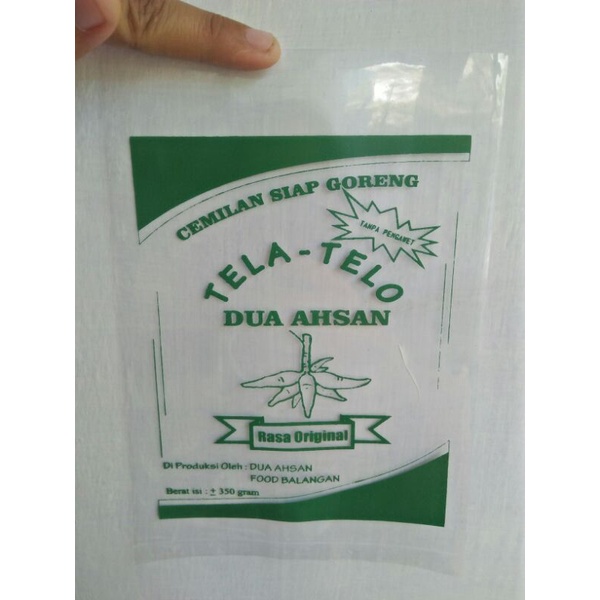 CEMILAN SIAP GORENG
TANPA PENGAWET
TELA-TELO
DUA AHSAN
Rasa Original
Di Produksi Oleh : DUA AHSAN
FOOD BALANGAN
Berat isi : ± 350 gram